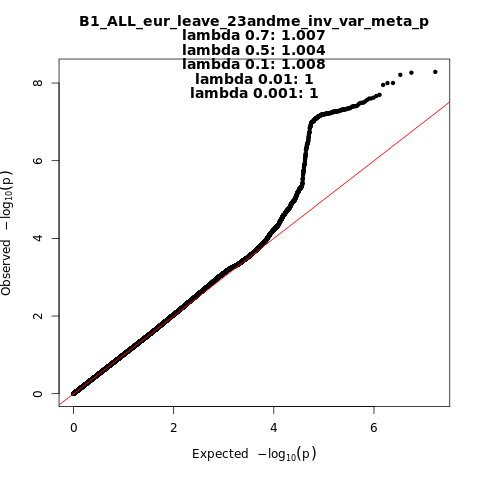 B1_ALL_eur_leave_23andme_inv_var_meta_p
lambda 0.7: 1.007
lambda 0.5: 1.004
lambda 0.1: 1.008
lambda 0.01: 1
lambda 0.001: 1
8
6
4
2
0
Observed −log10(p)
0 2 4 6
Expected −log10(p)